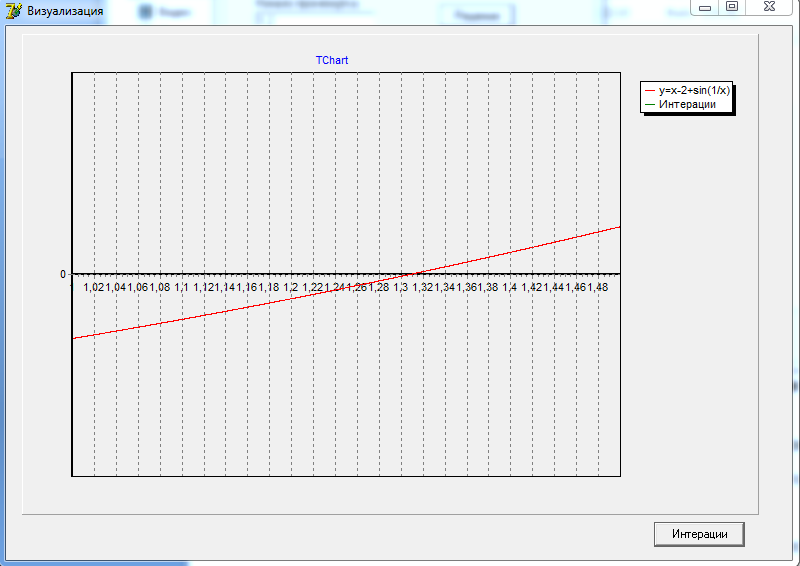 Визуализация
TChart
y=x-2+sin(1/x)
Интерации
0
1,02 1,04 1,06 1,08 1,1 1,12 1,14 1,16 1,18 1,2 1,22 1,24 1,26 1,28 1,3 1,32 1,34 1,36 1,38 1,4 1,42 1,44 1,46 1,48
Интерации